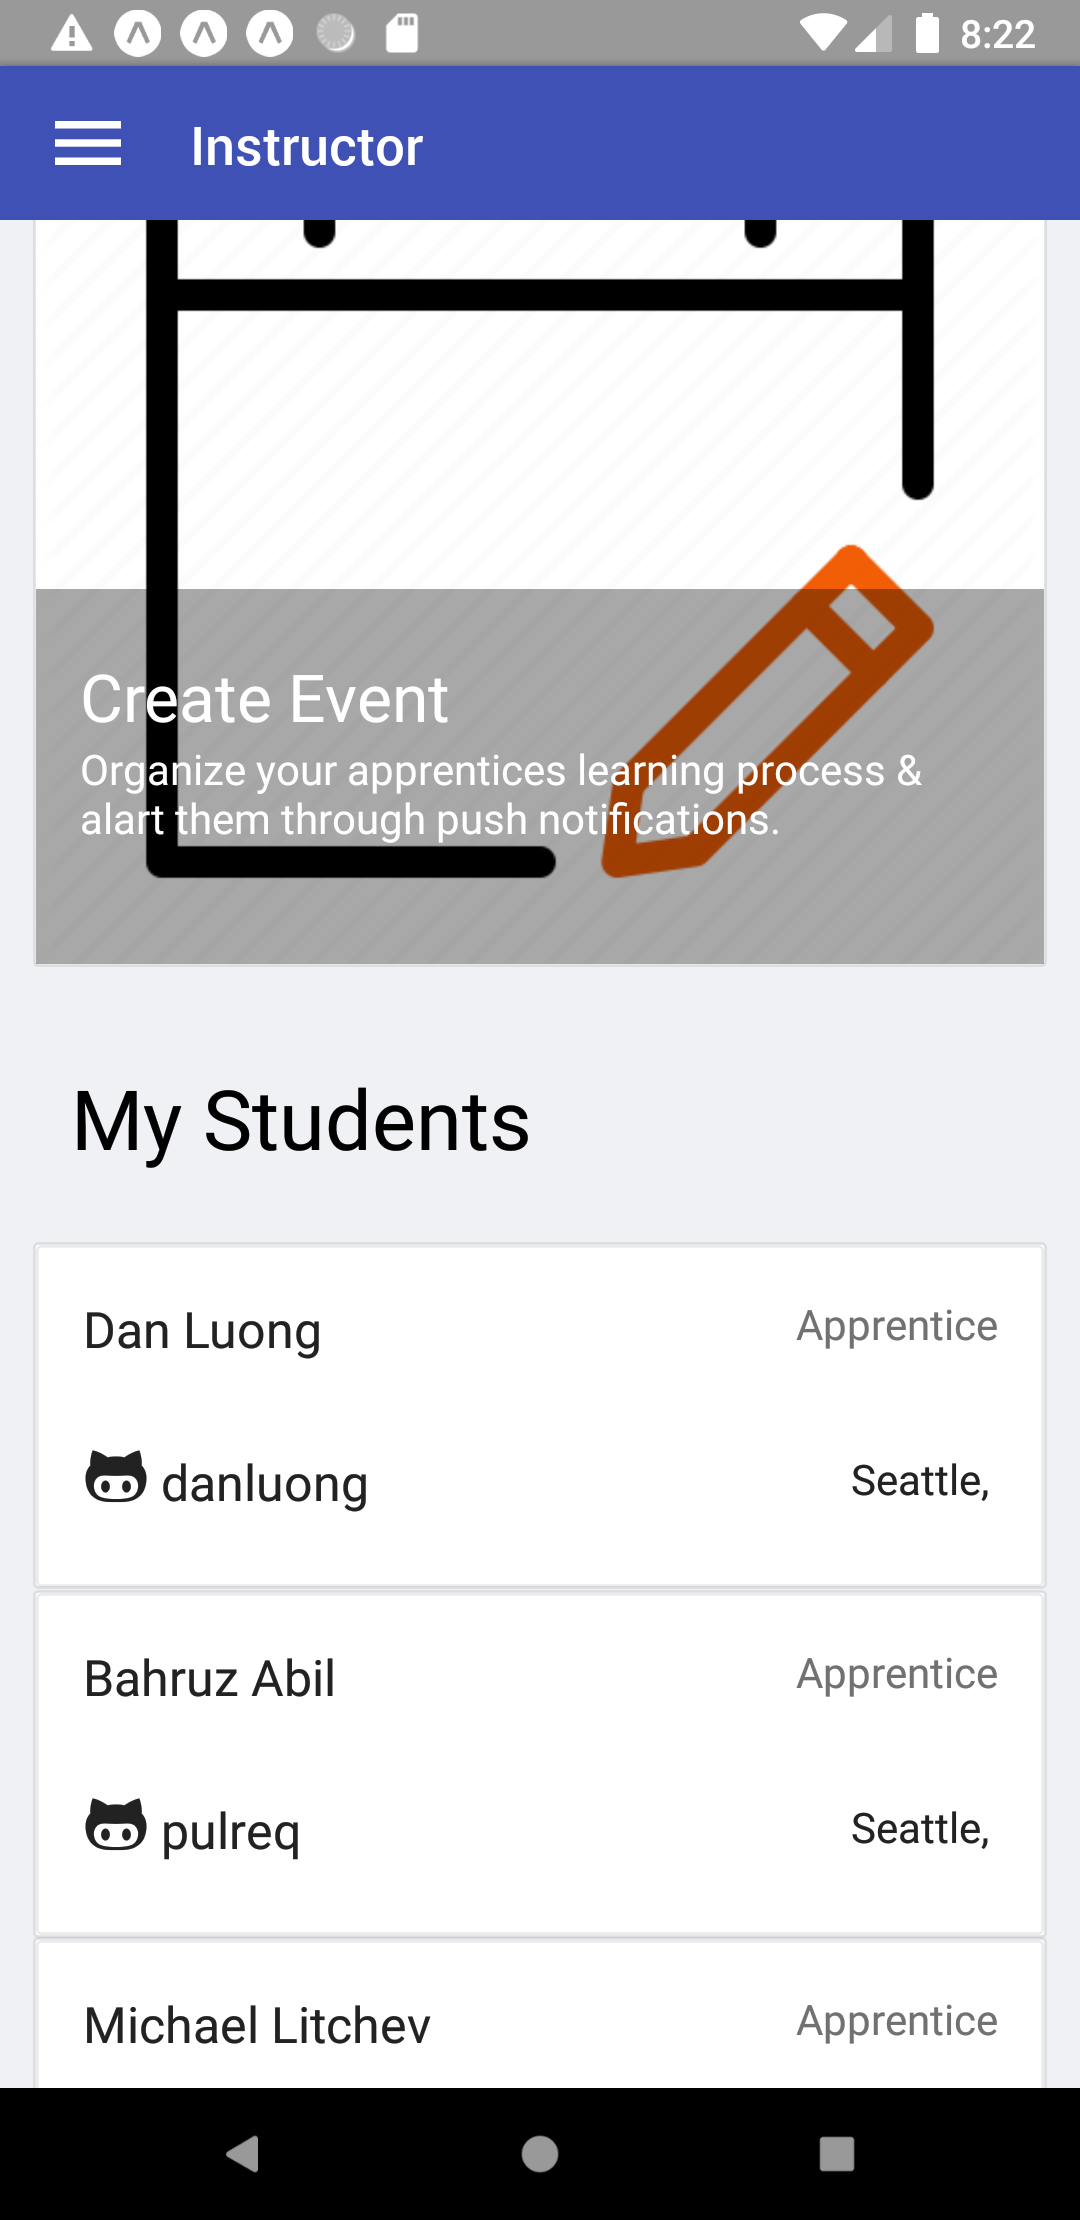 8:22
Instructor
Create Event
Organize your apprentices learning process &
alart them through push notifications.
My Students
Dan Luong
Apprentice
danluong
Seattle,
Bahruz Abil
Apprentice
pulreq
Seattle,
Michael Litchev
Apprentice